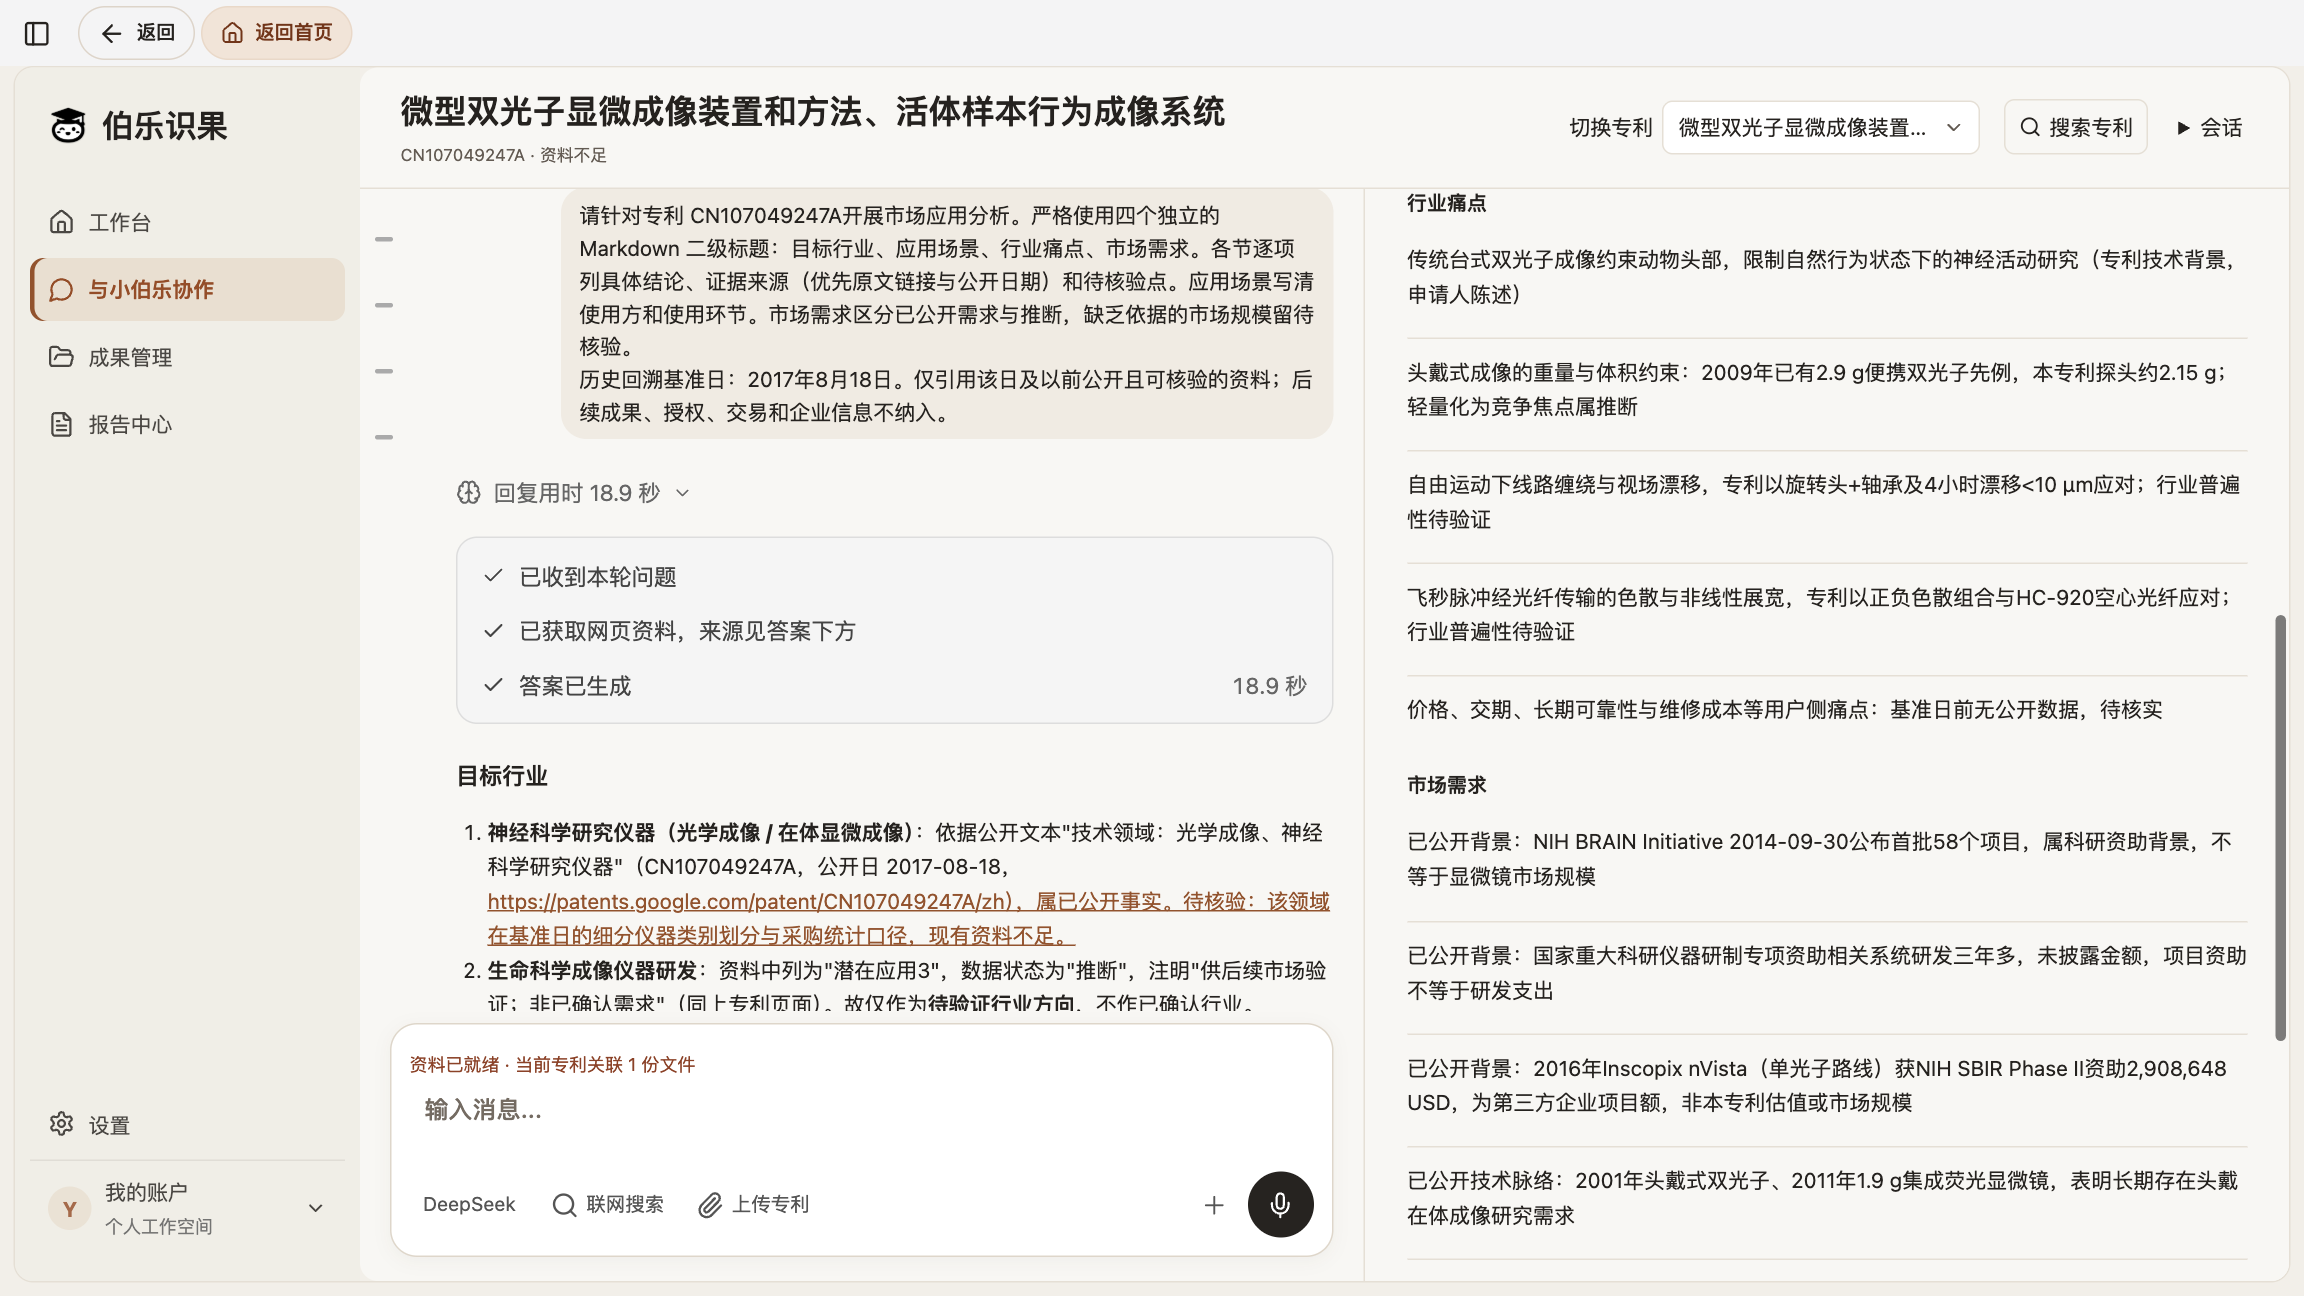 返回
返回首页
伯乐识果
工作台
与小伯乐协作
成果管理
报告中心
设置
Y
我的账户
个人工作空间
微型双光子显微成像装置和方法、活体样本行为成像系统
CN107049247A · 资料不足
切换专利
微型双光子显微成像装置...
搜索专利
会话
请针对专利 CN107049247A开展市场应用分析。严格使用四个独立的
Markdown 二级标题：目标行业、应用场景、行业痛点、市场需求。各节逐项
列具体结论、证据来源（优先原文链接与公开日期）和待核验点。应用场景写清
使用方和使用环节。市场需求区分已公开需求与推断，缺乏依据的市场规模留待
核验。
历史回溯基准日：2017年8月18日。仅引用该日及以前公开且可核验的资料；后
续成果、授权、交易和企业信息不纳入。
回复用时 18.9 秒
已收到本轮问题
已获取网页资料，来源见答案下方
答案已生成
18.9 秒
目标行业
1. 神经科学研究仪器（光学成像 / 在体显微成像）：依据公开文本"技术领域：光学成像、神经
科学研究仪器"（CN107049247A，公开日 2017-08-18，
https://patents.google.com/patent/CN107049247A/zh），属已公开事实。待核验：该领域
在基准日的细分仪器类别划分与采购统计口径，现有资料不足。
2. 生命科学成像仪器研发：资料中列为"潜在应用3"，数据状态为"推断"，注明"供后续市场验
证；非已确认需求"（同上专利页面）。故仅作为待验证行业方向，不作已确认行业。
资料已就绪 · 当前专利关联 1 份文件
输入消息...
DeepSeek
联网搜索
上传专利
行业痛点
传统台式双光子成像约束动物头部，限制自然行为状态下的神经活动研究（专利技术背景，
申请人陈述）
头戴式成像的重量与体积约束：2009年已有2.9 g便携双光子先例，本专利探头约2.15 g；
轻量化为竞争焦点属推断
自由运动下线路缠绕与视场漂移，专利以旋转头+轴承及4小时漂移<10 μm应对；行业普遍
性待验证
飞秒脉冲经光纤传输的色散与非线性展宽，专利以正负色散组合与HC-920空心光纤应对；
行业普遍性待验证
价格、交期、长期可靠性与维修成本等用户侧痛点：基准日前无公开数据，待核实
市场需求
已公开背景：NIH BRAIN Initiative 2014-09-30公布首批58个项目，属科研资助背景，不
等于显微镜市场规模
已公开背景：国家重大科研仪器研制专项资助相关系统研发三年多，未披露金额，项目资助
不等于研发支出
已公开背景：2016年Inscopix nVista（单光子路线）获NIH SBIR Phase II资助2,908,648
USD，为第三方企业项目额，非本专利估值或市场规模
已公开技术脉络：2001年头戴式双光子、2011年1.9 g集成荧光显微镜，表明长期存在头戴
在体成像研究需求